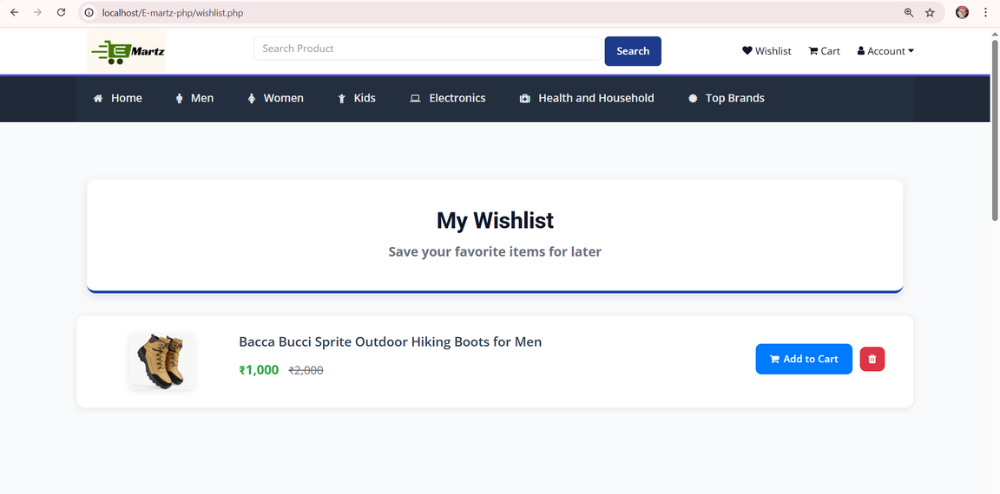 localhost/E-martz-php/wishlist.php
E Martz
Search Product
Search
Wishlist
Cart
Account
Home
Men
Women
Kids
Electronics
Health and Household
Top Brands
My Wishlist
Save your favorite items for later
Bacca Bucci Sprite Outdoor Hiking Boots for Men
₹1,000 ₹2,000
Add to Cart